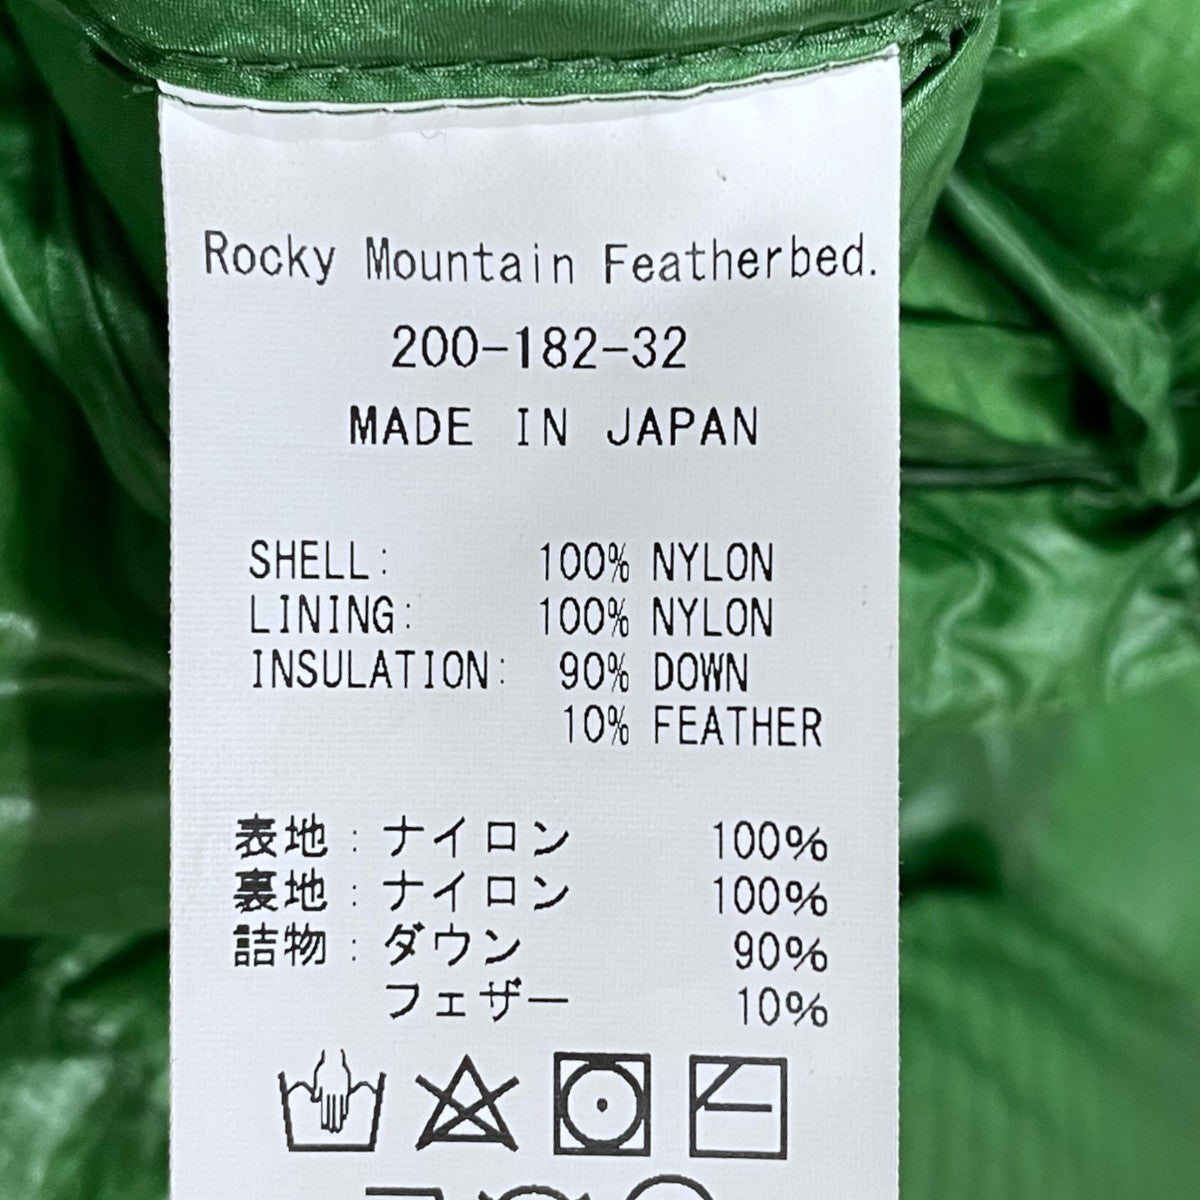 Rocky Mountain Featherbed.
200-182-32
MADE IN JAPAN
SHELL: 100% NYLON
LINING: 100% NYLON
INSULATION: 90% DOWN
10% FEATHER
表地:ナイロン 100%
裏地:ナイロン 100%
詰物:ダウン 90%
フェザー 10%